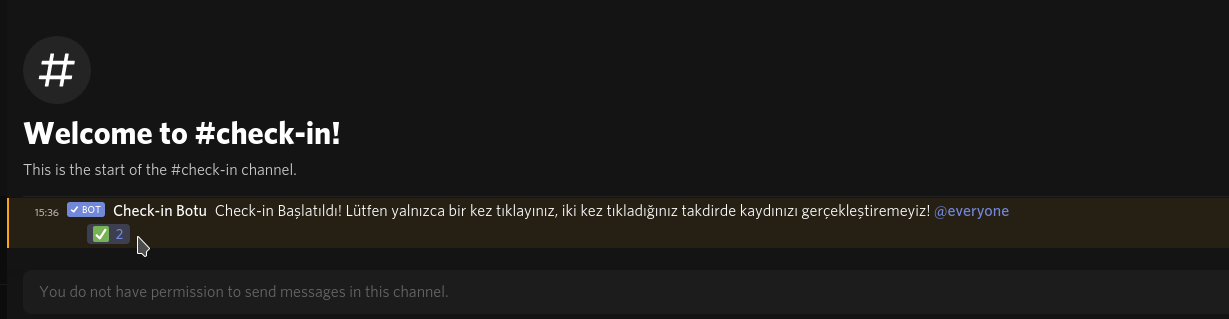 Welcome to #check-in!
This is the start of the #check-in channel.
15:36 BOT Check-in Botu Check-in Başlatıldı! Lütfen yalnızca bir kez tıklayınız, iki kez tıkladığınız takdirde kaydınızı gerçekleştiremeyiz! @everyone
2
You do not have permission to send messages in this channel.